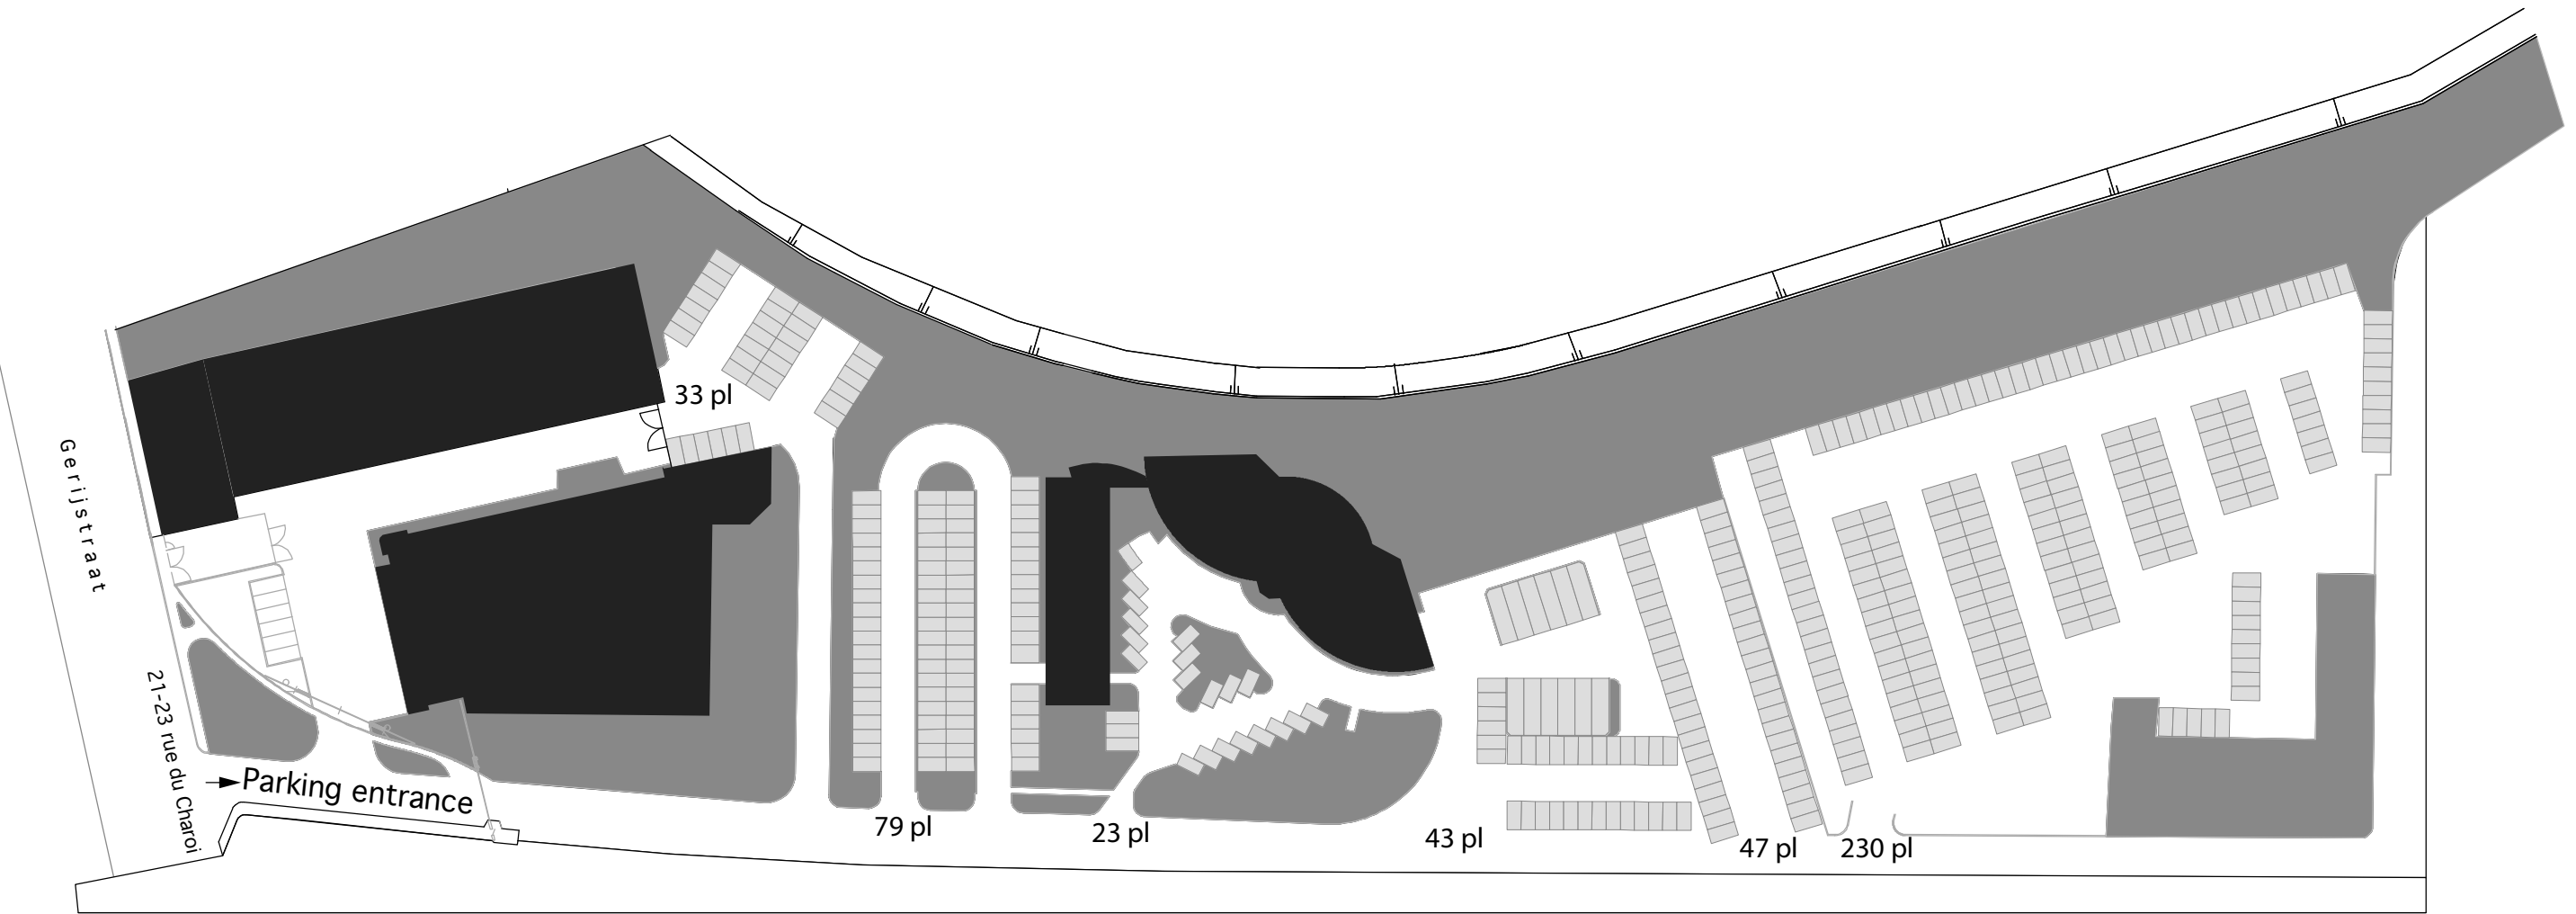 Gerijstraat
21-23 rue du Charoi
Parking entrance
33 pl
79 pl
23 pl
43 pl
47 pl
230 pl